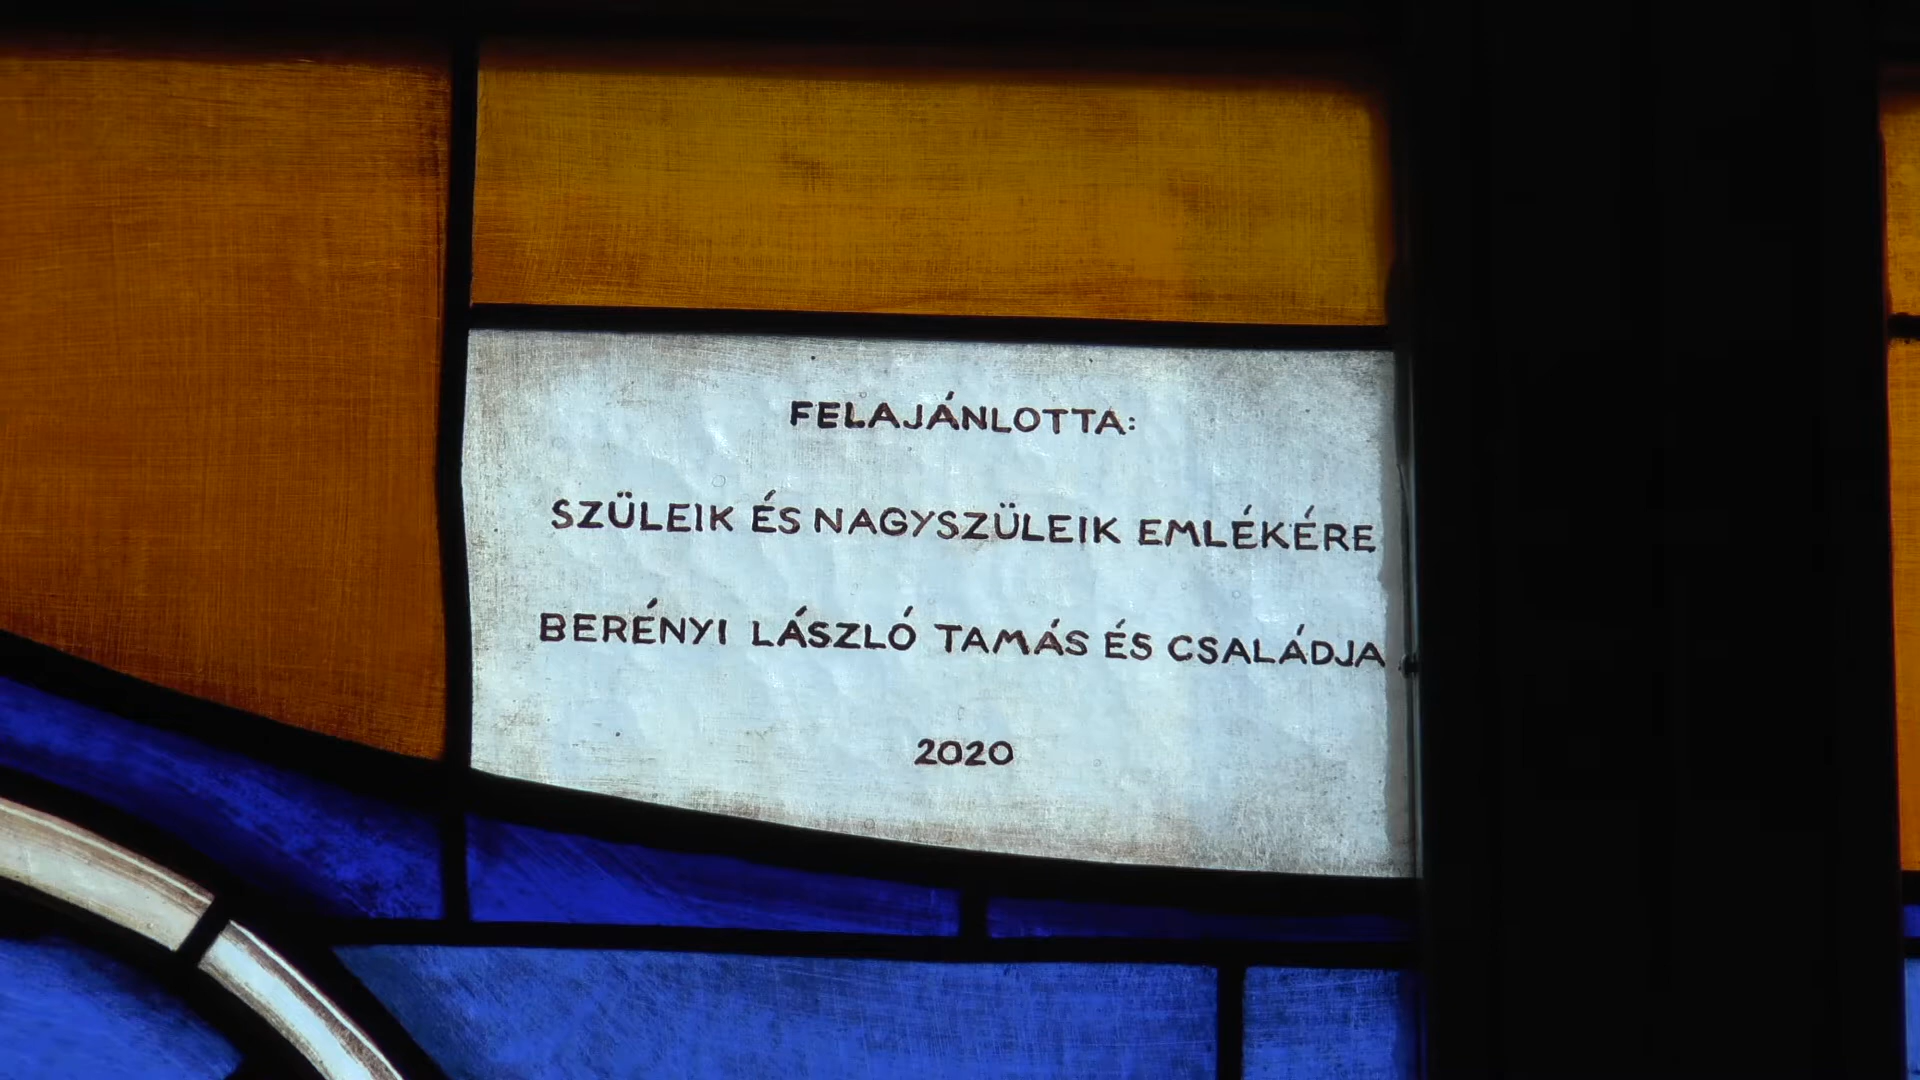 FELAJÁNLOTTA:
SZÜLEIK ÉS NAGYSZÜLEIK EMLÉKÉRE
BERÉNYI LÁSZLÓ TAMÁS ÉS CSALÁDJA
2020